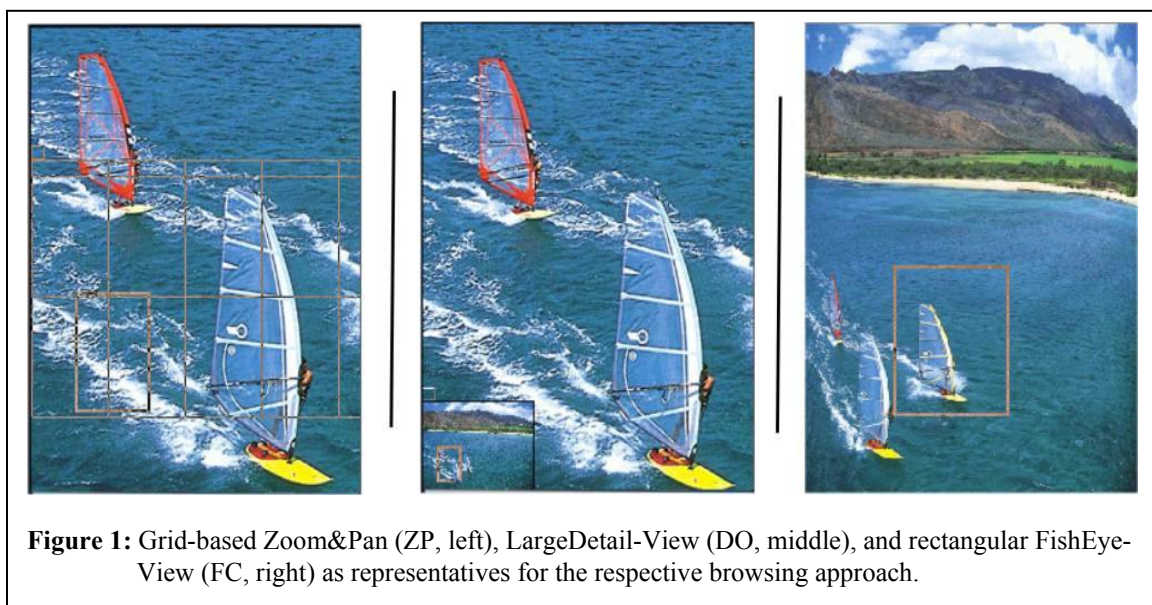 Figure 1: Grid-based Zoom&Pan (ZP, left), LargeDetail-View (DO, middle), and rectangular FishEye-
View (FC, right) as representatives for the respective browsing approach.